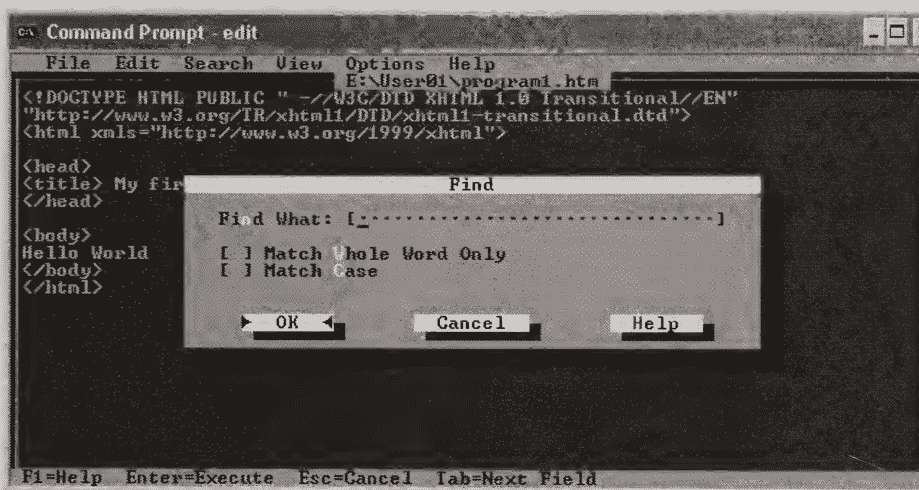 Command Prompt - edit
File Edit Search View Options Help
E:\User01\program1.htm
<!DOCTYPE HTML PUBLIC " -//W3C/DTD XHTML 1.0 Transitional//EN"
"http://www.w3.org/TR/xhtml1/DTD/xhtml1-transitional.dtd">
<html xmls="http://www.w3.org/1999/xhtml">
<head>
<title> My fir
</head>
<body>
Hello World
</body>
</html>
Find
Find What: [                              ]
[ ] Match Whole Word Only
[ ] Match Case
OK Cancel Help
F1=Help Enter=Execute Esc=Cancel Tab=Next Field